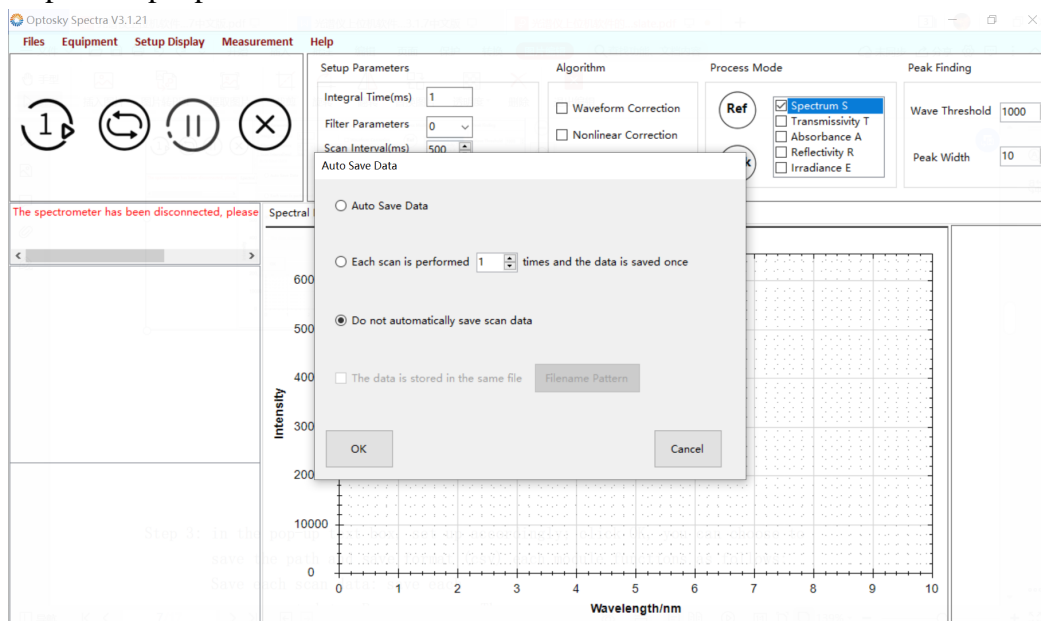 Optosky Spectra V3.1.21
Files Equipment Setup Display Measurement Help
Setup Parameters
Integral Time(ms) 1
Filter Parameters 0
Scan Interval(ms) 500
Algorithm
Waveform Correction
Nonlinear Correction
Process Mode
Ref
Spectrum S
Transmissivity T
Absorbance A
Reflectivity R
Irradiance E
Peak Finding
Wave Threshold 1000
Peak Width 10
The spectrometer has been disconnected, please
Spectral
Auto Save Data
Auto Save Data
Each scan is performed 1 times and the data is saved once
Do not automatically save scan data
The data is stored in the same file Filename Pattern
OK Cancel
Intensity
600
500
400
300
200
10000
0
0 1 2 3 4 5 6 7 8 9 10
Wavelength/nm